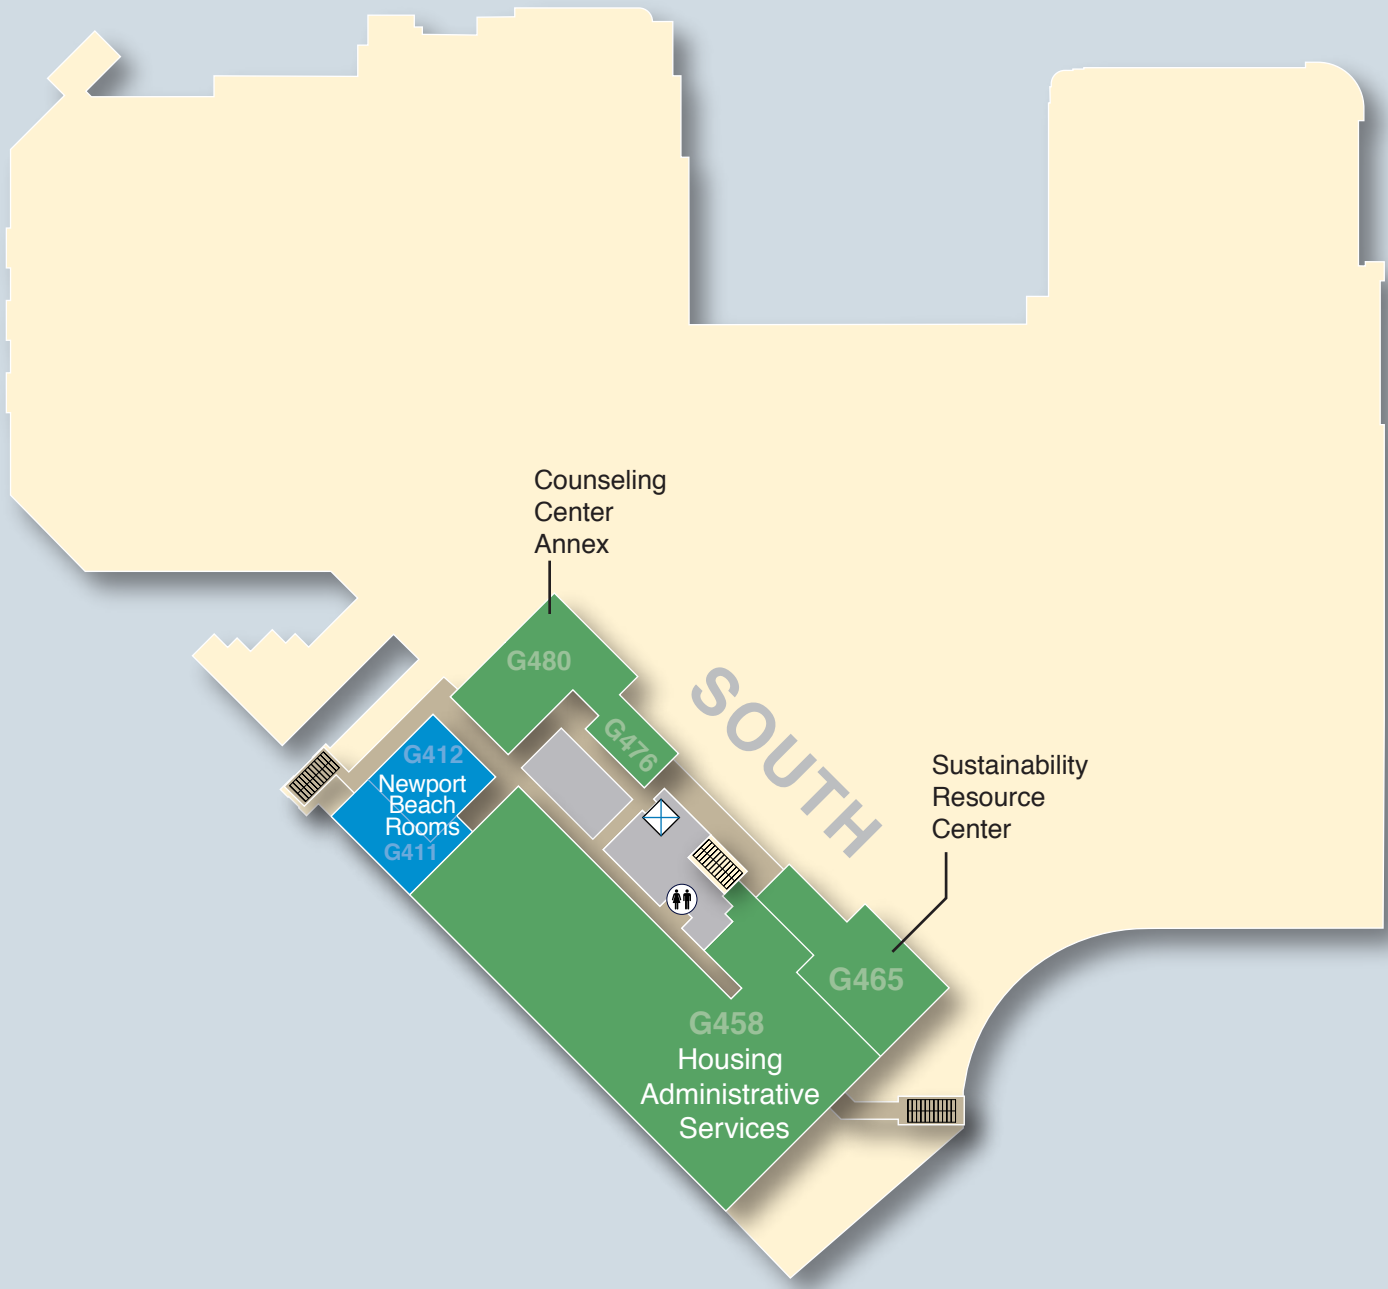 Counseling
Center
Annex
G480
G476
SOUTH
G412
Newport
Beach
Rooms
G411
Sustainability
Resource
Center
G465
G458
Housing
Administrative
Services